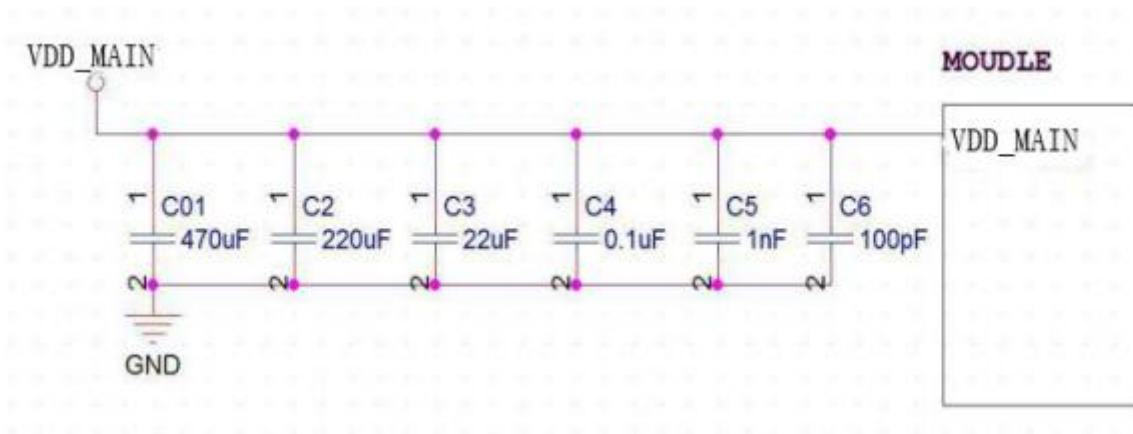 VDD_MAIN
MOUDLE
VDD_MAIN
1 C01 470uF 2
1 C2 220uF 2
1 C3 22uF 2
1 C4 0.1uF 2
1 C5 1nF 2
1 C6 100pF 2
GND